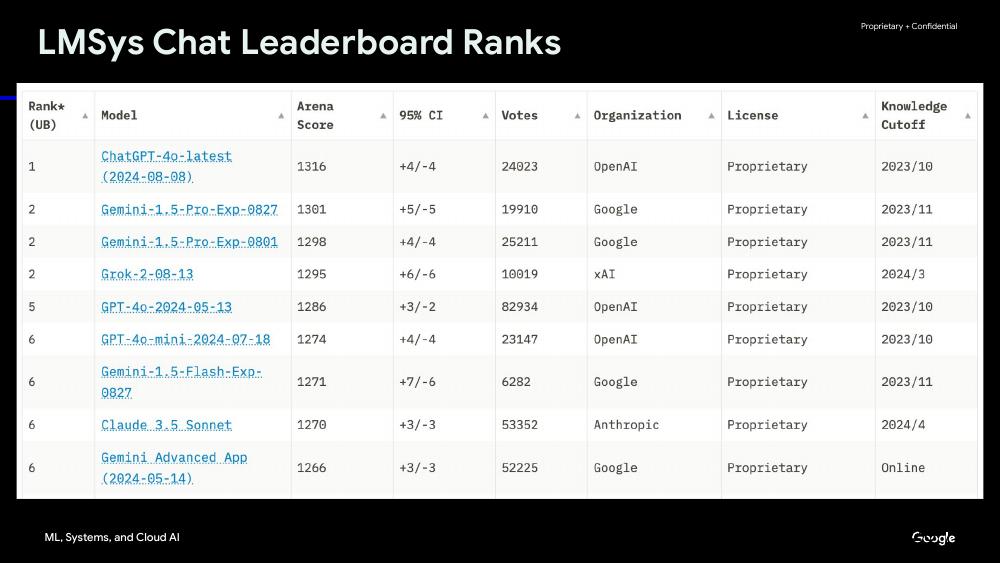 LMSys Chat Leaderboard Ranks
Proprietary + Confidential
Rank* (UB) ▲ Model ▲ Arena Score ▲ 95% CI ▲ Votes ▲ Organization ▲ License ▲ Knowledge Cutoff ▲
1 ChatGPT-4o-latest (2024-08-08) 1316 +4/-4 24023 OpenAI Proprietary 2023/10
2 Gemini-1.5-Pro-Exp-0827 1301 +5/-5 19910 Google Proprietary 2023/11
2 Gemini-1.5-Pro-Exp-0801 1298 +4/-4 25211 Google Proprietary 2023/11
2 Grok-2-08-13 1295 +6/-6 10019 xAI Proprietary 2024/3
5 GPT-4o-2024-05-13 1286 +3/-2 82934 OpenAI Proprietary 2023/10
6 GPT-4o-mini-2024-07-18 1274 +4/-4 23147 OpenAI Proprietary 2023/10
6 Gemini-1.5-Flash-Exp-0827 1271 +7/-6 6282 Google Proprietary 2023/11
6 Claude 3.5 Sonnet 1270 +3/-3 53352 Anthropic Proprietary 2024/4
6 Gemini Advanced App (2024-05-14) 1266 +3/-3 52225 Google Proprietary Online
ML, Systems, and Cloud AI
Google